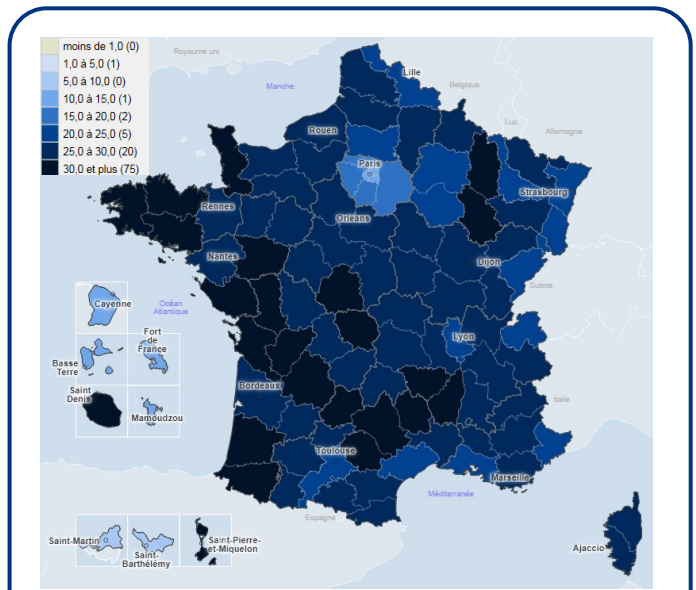 moins de 1,0 (0)
1,0 à 5,0 (1)
5,0 à 10,0 (0)
10,0 à 15,0 (1)
15,0 à 20,0 (2)
20,0 à 25,0 (5)
25,0 à 30,0 (20)
30,0 et plus (75)
Royaume uni
Manche
Lille
Belgique
Luc.
Allemagne
Rouen
Paris
Strasbourg
Rennes
Orléans
Nantes
Dijon
Suisse
Océan
Atlantique
Cayenne
Fort
de
France
Basse
Terre
Lyon
Saint
Denis
Mamoudzou
Bordeaux
Italie
Toulouse
Marseille
Méditerranée
Espagne
Saint-Martin
Saint-
Barthélémy
Saint-Pierre-
et-Miquelon
Ajaccio